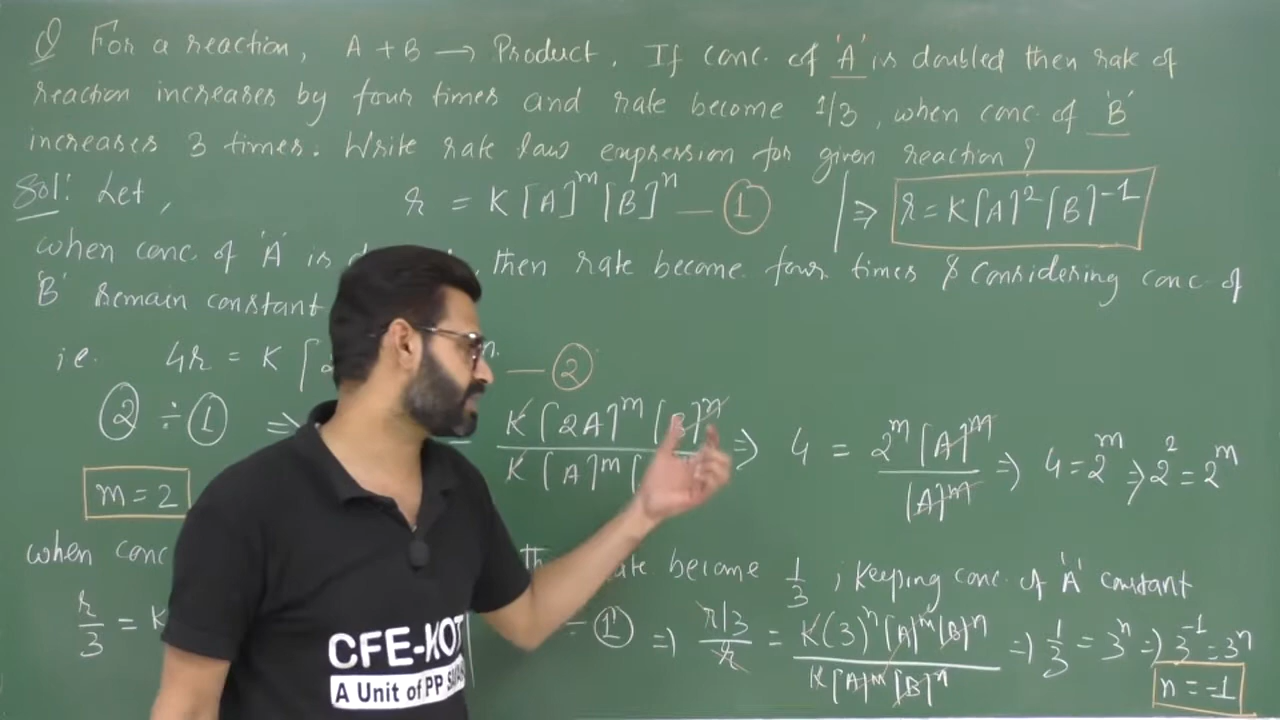 Q For a reaction, A + B → Product. If conc. of 'A' is doubled then rate of
reaction increases by four times and rate become 1/3, when conc. of 'B'
increases 3 times. Write rate law expression for given reaction?
Sol: Let, r = K[A]^m [B]^n — ① | ⇒ r = K[A]^2 [B]^-1
when conc. of 'A' is then rate become four times & Considering conc. of
'B' remain constant
i.e. 4r = K [ — ②
② ÷ ① ⇒ K[2A]^m [B]^n / K[A]^m [ ⇒ 4 = 2^m [A]^m / [A]^m ⇒ 4 = 2^m ⇒ 2^2 = 2^m
m = 2
when conc rate become 1/3 ; Keeping conc. of 'A' constant
r/3 = K ÷ ① ⇒ r/3 / r = K(3)^n [A]^m [B]^n / K[A]^m [B]^n ⇒ 1/3 = 3^n ⇒ 3^-1 = 3^n
n = -1
CFE-KOT
A Unit of PP